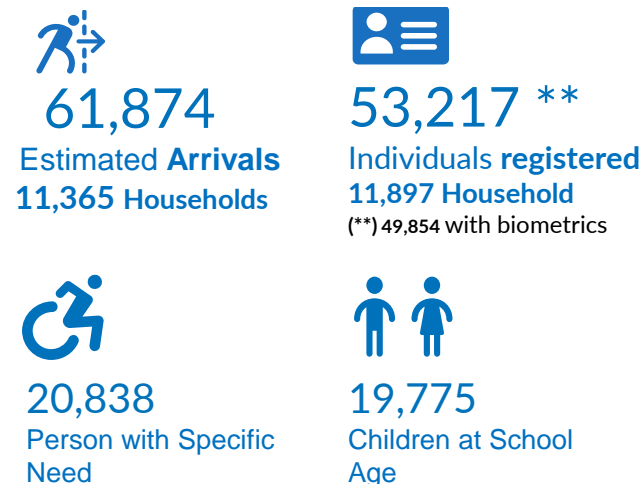 61,874
Estimated Arrivals
11,365 Households
53,217 **
Individuals registered
11,897 Household
(**) 49,854 with biometrics
20,838
Person with Specific
Need
19,775
Children at School
Age